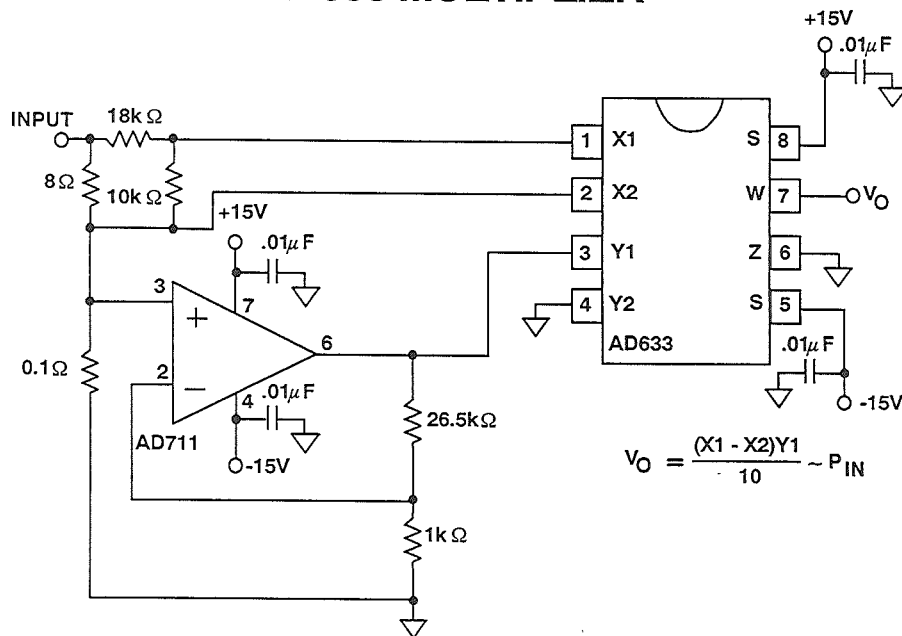 +15V
.01μF
INPUT
18k Ω
8Ω
10kΩ
+15V
.01μF
3
+
7
6
0.1Ω
2
−
4
.01μF
AD711
-15V
26.5kΩ
1k Ω
1 X1
2 X2
3 Y1
4 Y2
S 8
W 7
Z 6
S 5
AD633
VO
.01μF
-15V
VO = (X1 - X2)Y1 / 10 ~ PIN